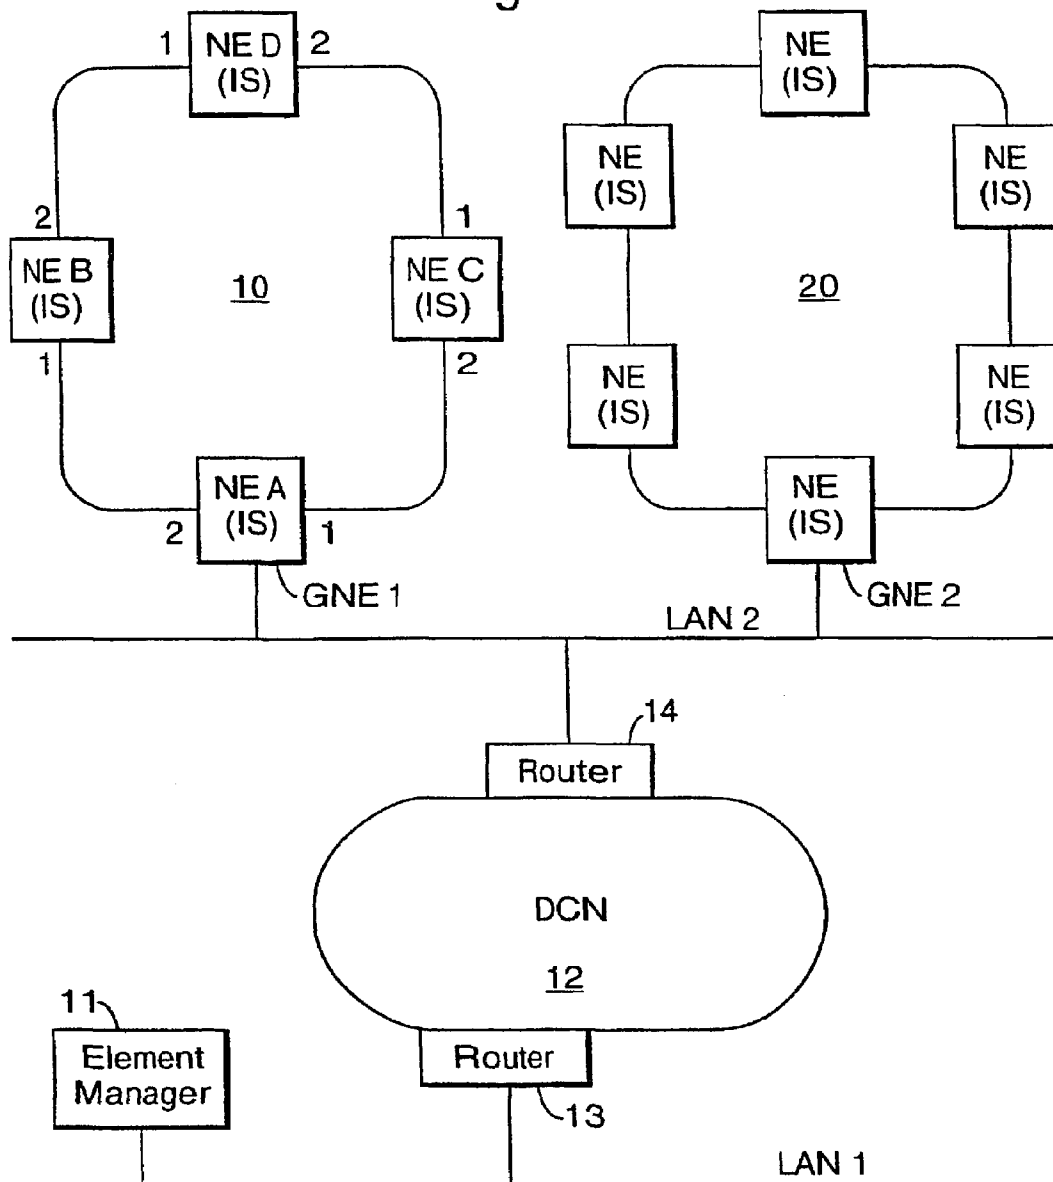 1
NE D
(IS)
2
NE
(IS)
NE
(IS)
NE
(IS)
2
1
NE B
(IS)
10
NE C
(IS)
20
1
2
NE
(IS)
NE
(IS)
NE A
(IS)
2
1
NE
(IS)
GNE 1
GNE 2
LAN 2
14
Router
DCN
12
11
Element
Manager
Router
13
LAN 1